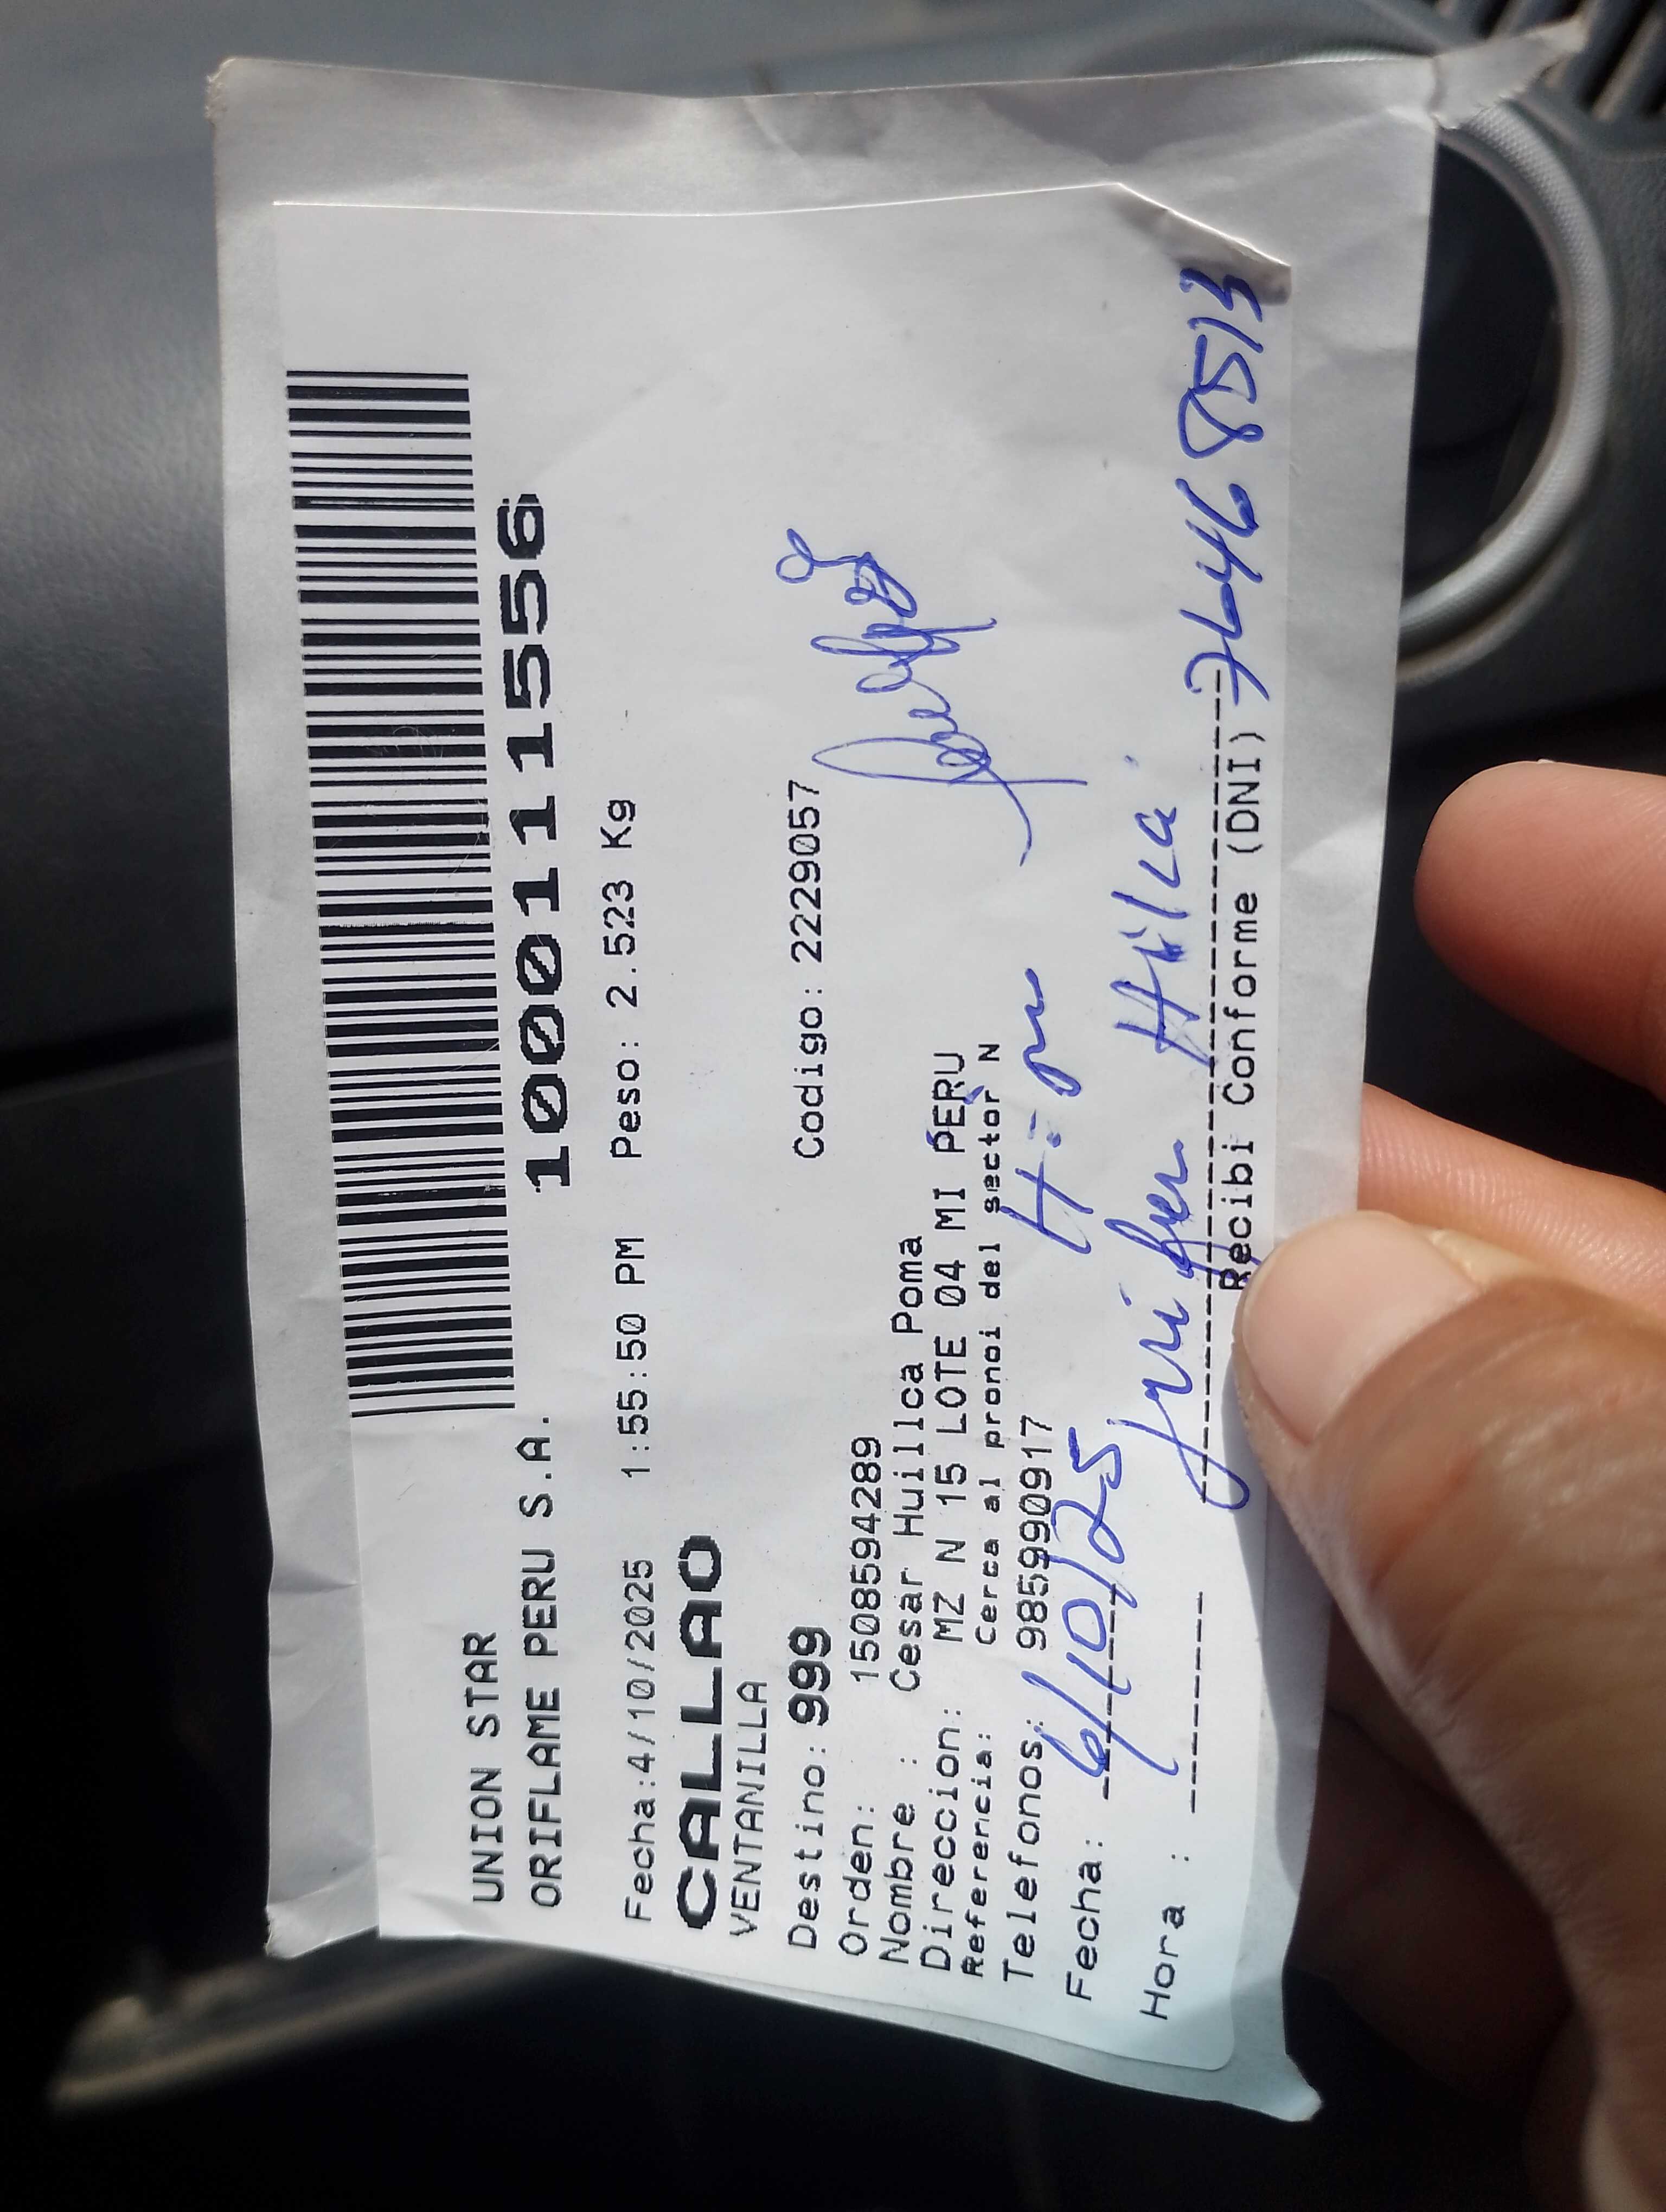 UNION STAR
ORIFLAME PERU S.A.
10011556
Fecha:4/10/2025 1:55:50 PM Peso: 2.523 Kg
CALLAO
VENTANILLA
Destino: 999 Codigo: 2229057
Orden: 1508594289
Nombre : Cesar Huillca Poma
Direccion: MZ N 15 LOTE 04 MI PERU
Referencia: Cerca al pronoi del sector N
Telefonos: 985990917
Fecha: 6/10/25
Hora :
Recibi Conforme (DNI) 76468513